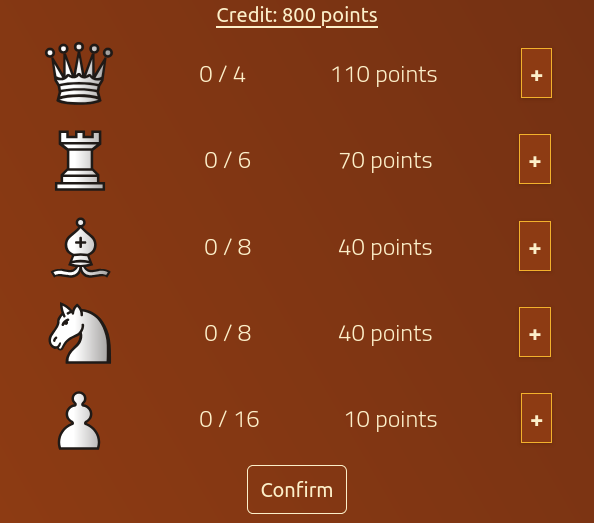 Credit: 800 points
0 / 4 110 points +
0 / 6 70 points +
0 / 8 40 points +
0 / 8 40 points +
0 / 16 10 points +
Confirm